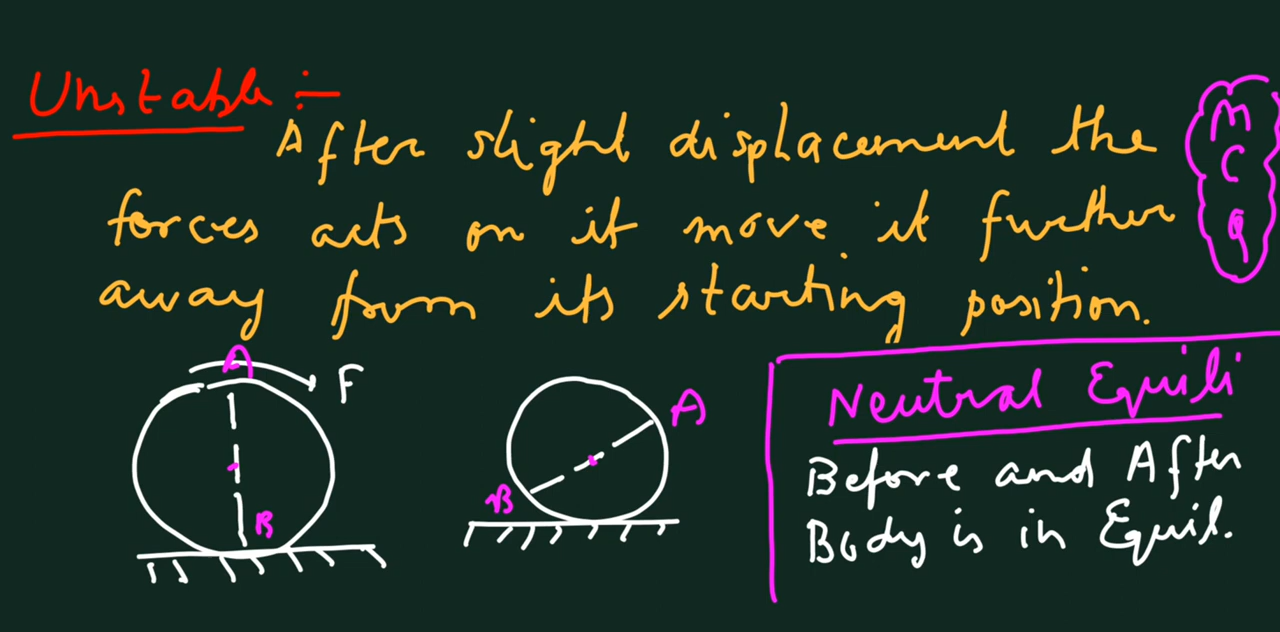 Unstable :-
After slight displacement the
forces acts on it move it further
away from its starting position.
M
C
Q
A
F
B
A
B
Neutral Equili
Before and After
Body is in Equil.